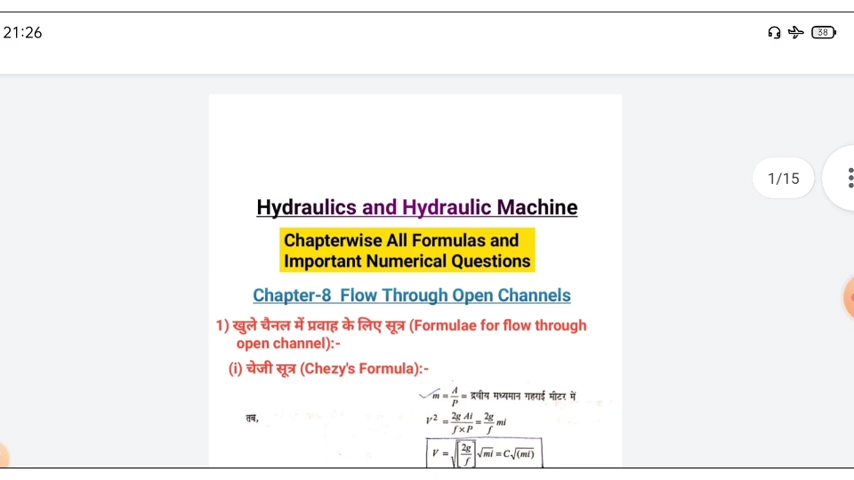 21:26
38
1/15
Hydraulics and Hydraulic Machine
Chapterwise All Formulas and
Important Numerical Questions
Chapter-8 Flow Through Open Channels
1) खुले चैनल में प्रवाह के लिए सूत्र (Formulae for flow through
open channel):-
(i) चेजी सूत्र (Chezy's Formula):-
m = A/P = द्रवीय मध्यमान गहराई मीटर में
तब, V² = 2g Ai / f×P = 2g/f mi
V = √[2g/f] √mi = C√(mi)